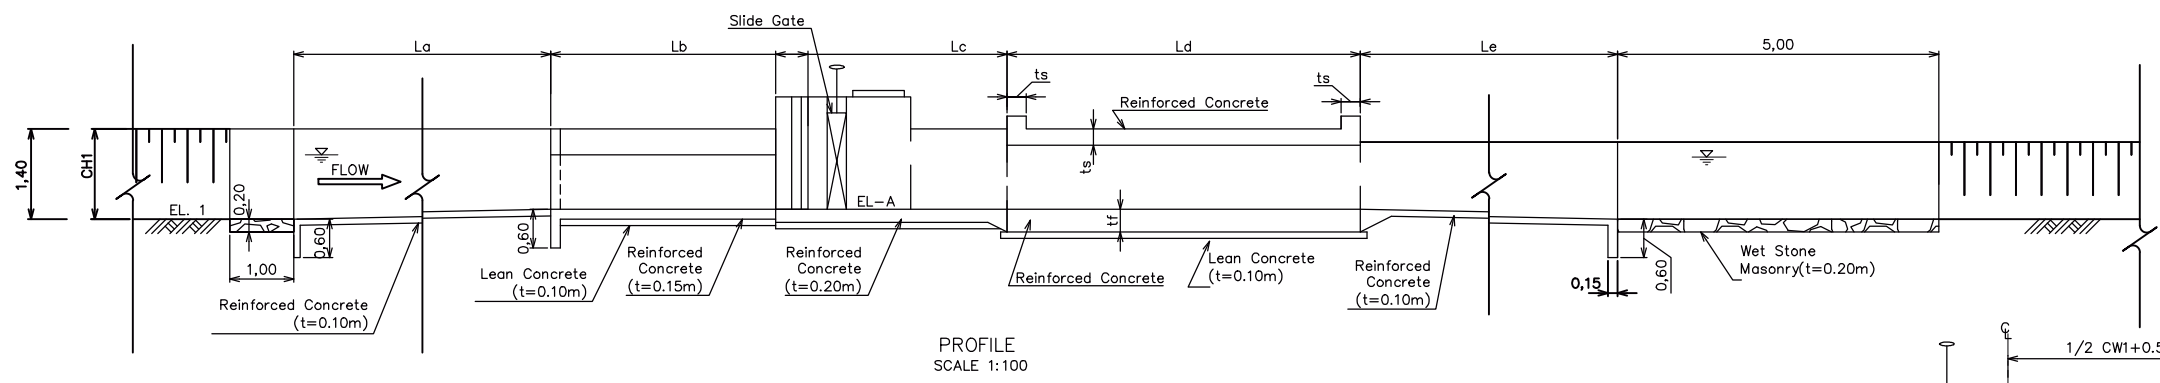 Slide Gate
La
Lb
Lc
Ld
Le
5,00
ts
ts
Reinforced Concrete
1,40
CH1
FLOW
ts
EL. 1
0,20
EL-A
tf
0,60
0,60
1,00
Reinforced Concrete
(t=0.10m)
Lean Concrete
(t=0.10m)
Reinforced
Concrete
(t=0.15m)
Reinforced
Concrete
(t=0.20m)
Reinforced Concrete
Lean Concrete
(t=0.10m)
Reinforced
Concrete
(t=0.10m)
0,15
0,60
Wet Stone
Masonry(t=0.20m)
PROFILE
SCALE 1:100
1/2 CW1+0.5